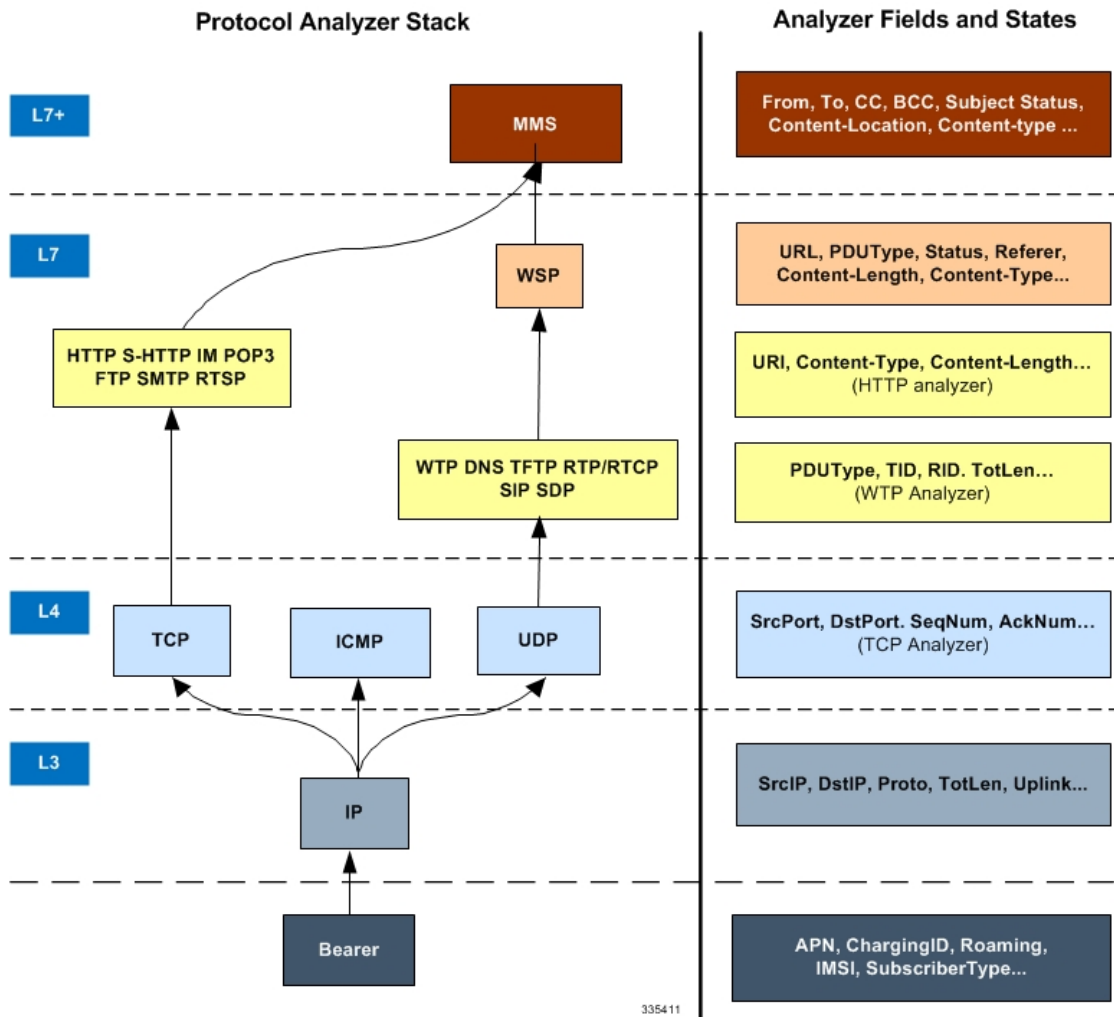 Protocol Analyzer Stack
Analyzer Fields and States
L7+
MMS
From, To, CC, BCC, Subject Status,
Content-Location, Content-type ...
L7
WSP
URL, PDUType, Status, Referer,
Content-Length, Content-Type...
HTTP S-HTTP IM POP3
FTP SMTP RTSP
URI, Content-Type, Content-Length...
(HTTP analyzer)
WTP DNS TFTP RTP/RTCP
SIP SDP
PDUType, TID, RID. TotLen...
(WTP Analyzer)
L4
TCP
ICMP
UDP
SrcPort, DstPort. SeqNum, AckNum...
(TCP Analyzer)
L3
IP
SrcIP, DstIP, Proto, TotLen, Uplink...
Bearer
APN, ChargingID, Roaming,
IMSI, SubscriberType...
335411